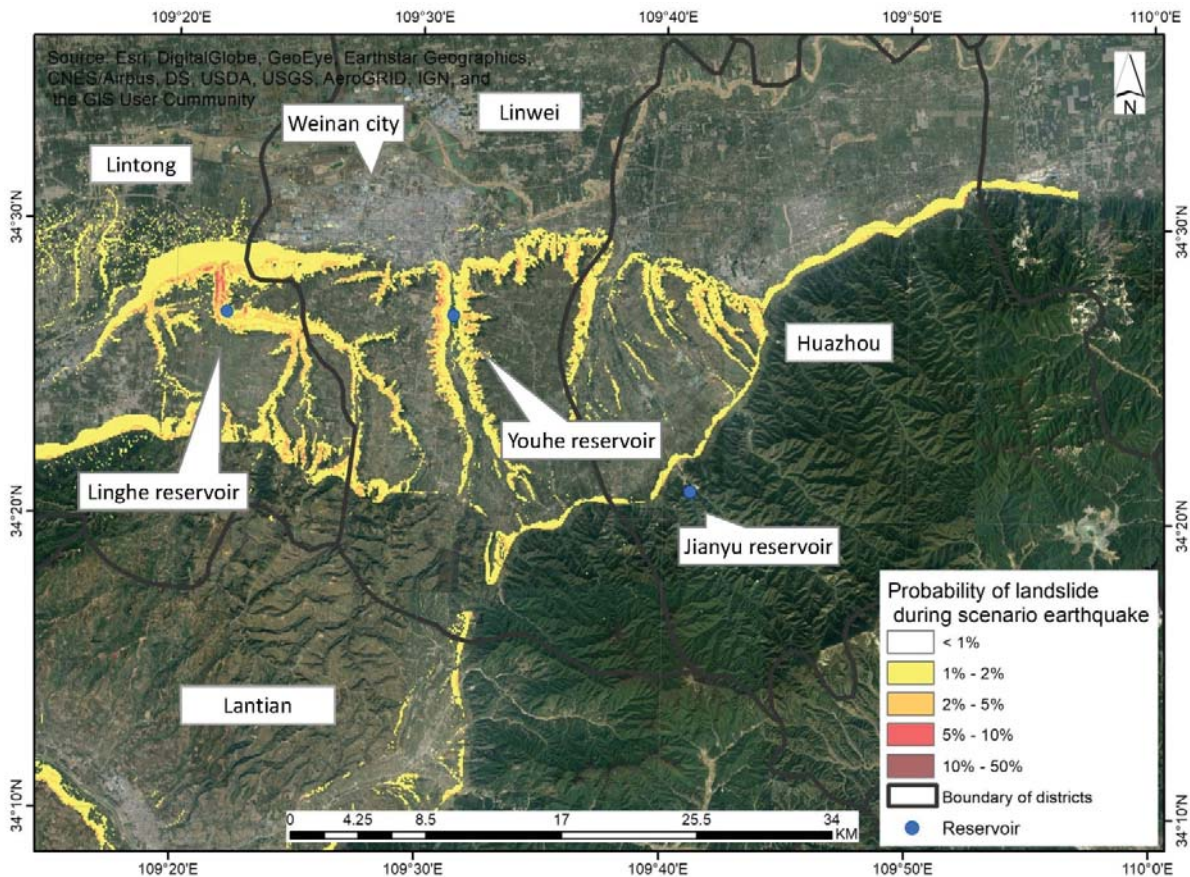 109°20'E 109°30'E 109°40'E 109°50'E 110°0'E
Source: Esri, DigitalGlobe, GeoEye, Earthstar Geographics,
CNES/Airbus, DS, USDA, USGS, AeroGRID, IGN, and
the GIS User Cummunity
N
Weinan city
Linwei
Lintong
34°30'N
34°30'N
Huazhou
Youhe reservoir
Linghe reservoir
34°20'N
34°20'N
Jianyu reservoir
Lantian
Probability of landslide
during scenario earthquake
< 1%
1% - 2%
2% - 5%
5% - 10%
10% - 50%
Boundary of districts
Reservoir
34°10'N
34°10'N
0 4.25 8.5 17 25.5 34
KM
109°20'E 109°30'E 109°40'E 109°50'E 110°0'E